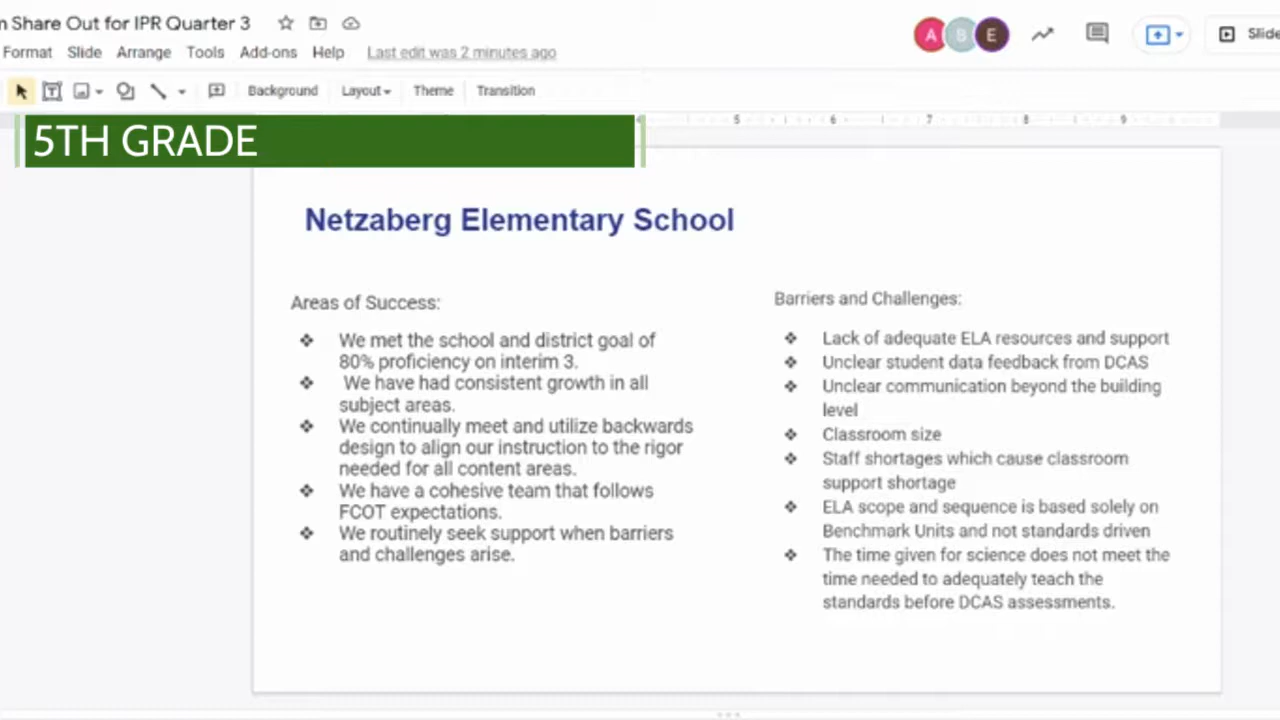 n Share Out for IPR Quarter 3
Format Slide Arrange Tools Add-ons Help Last edit was 2 minutes ago
A B E
Slide
Background Layout Theme Transition
5 6 7 8 9
5TH GRADE
Netzaberg Elementary School
Areas of Success:
❖ We met the school and district goal of
80% proficiency on interim 3.
❖ We have had consistent growth in all
subject areas.
❖ We continually meet and utilize backwards
design to align our instruction to the rigor
needed for all content areas.
❖ We have a cohesive team that follows
FCOT expectations.
❖ We routinely seek support when barriers
and challenges arise.
Barriers and Challenges:
❖ Lack of adequate ELA resources and support
❖ Unclear student data feedback from DCAS
❖ Unclear communication beyond the building
level
❖ Classroom size
❖ Staff shortages which cause classroom
support shortage
❖ ELA scope and sequence is based solely on
Benchmark Units and not standards driven
❖ The time given for science does not meet the
time needed to adequately teach the
standards before DCAS assessments.